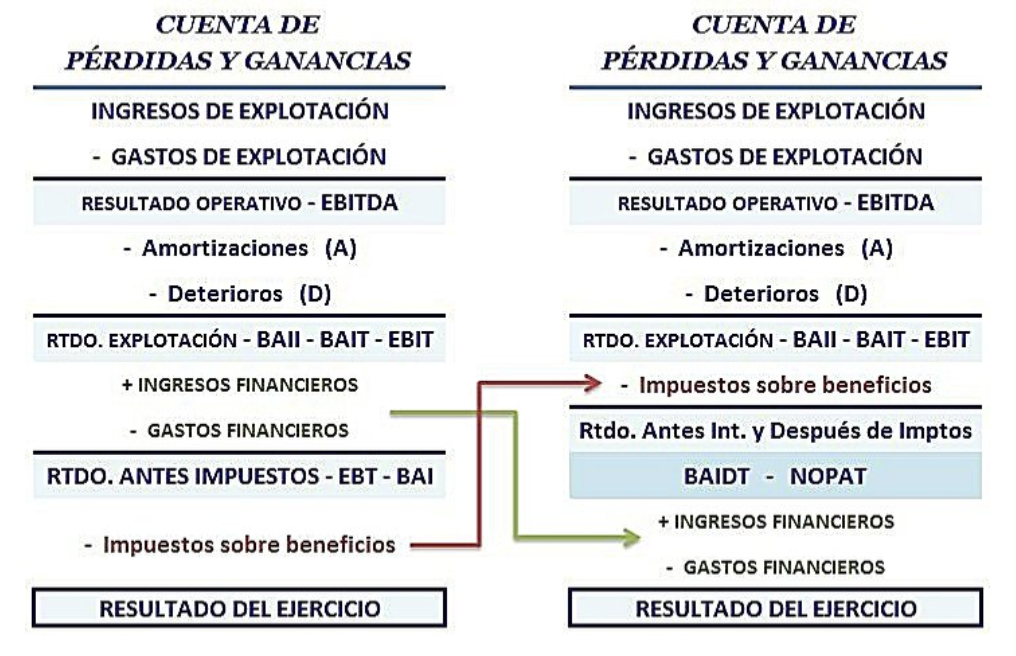 CUENTA DE
PÉRDIDAS Y GANANCIAS
INGRESOS DE EXPLOTACIÓN
- GASTOS DE EXPLOTACIÓN
RESULTADO OPERATIVO - EBITDA
- Amortizaciones (A)
- Deterioros (D)
RTDO. EXPLOTACIÓN - BAII - BAIT - EBIT
+ INGRESOS FINANCIEROS
- GASTOS FINANCIEROS
RTDO. ANTES IMPUESTOS - EBT - BAI
- Impuestos sobre beneficios
RESULTADO DEL EJERCICIO
CUENTA DE
PÉRDIDAS Y GANANCIAS
INGRESOS DE EXPLOTACIÓN
- GASTOS DE EXPLOTACIÓN
RESULTADO OPERATIVO - EBITDA
- Amortizaciones (A)
- Deterioros (D)
RTDO. EXPLOTACIÓN - BAII - BAIT - EBIT
- Impuestos sobre beneficios
Rtdo. Antes Int. y Después de Imptos
BAIDT - NOPAT
+ INGRESOS FINANCIEROS
- GASTOS FINANCIEROS
RESULTADO DEL EJERCICIO